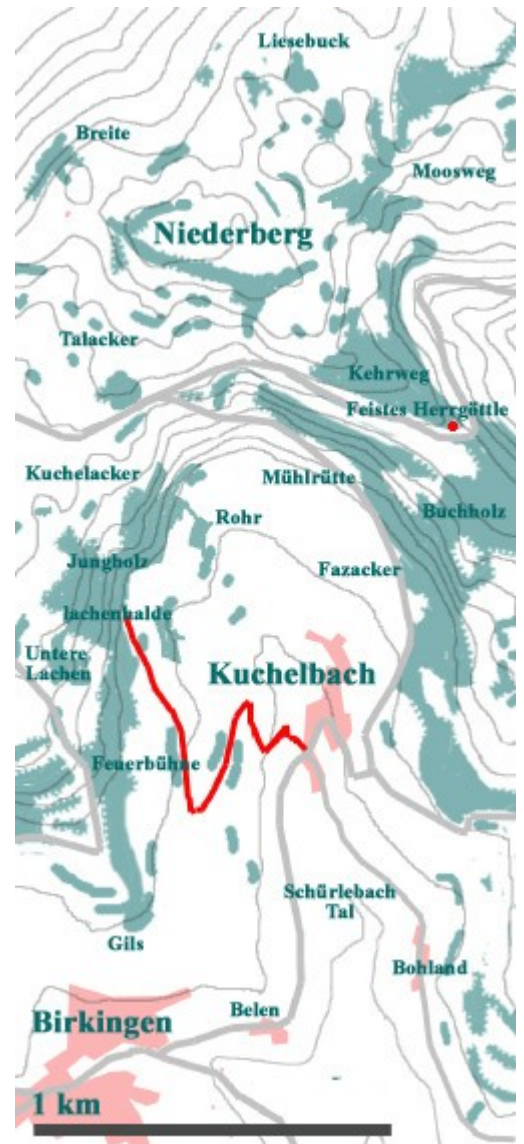 Liesebuck
Breite
Moosweg
Niederberg
Talacker
Kehrweg
Feistes Herrgöttle
Kuchelacker
Mühlrütte
Buchholz
Rohr
Jungholz
Fazacker
lachenhalde
Untere
Lachen
Kuchelbach
Feuerbühne
Schürlebach
Tal
Gils
Bohland
Belen
Birkingen
1 km